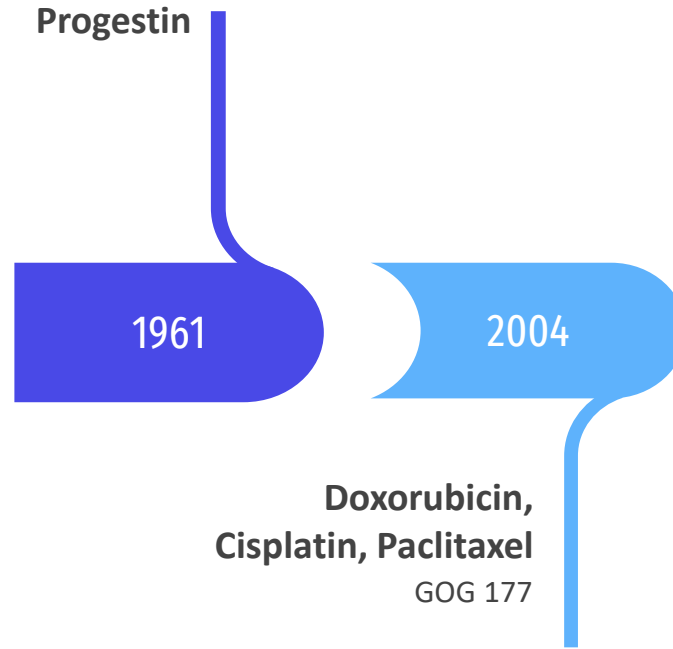 Progestin
1961
2004
Doxorubicin,
Cisplatin, Paclitaxel
GOG 177